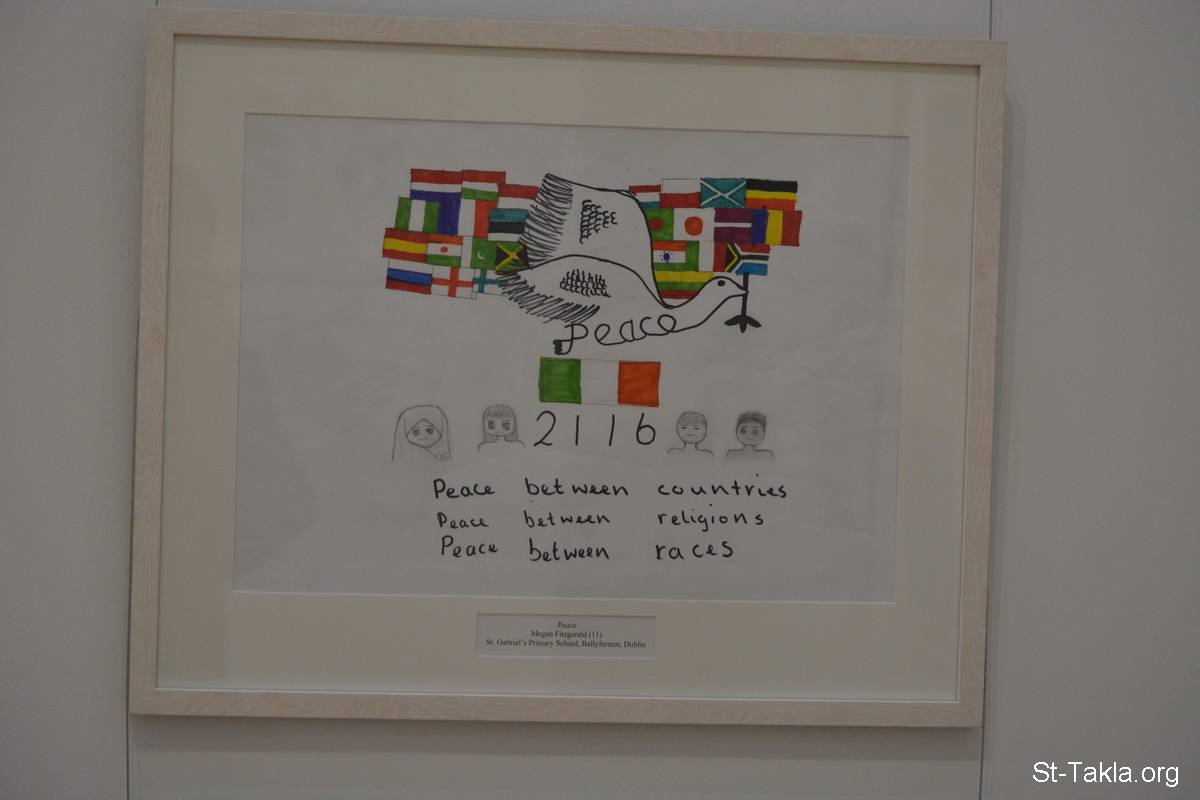 Peace
2116
Peace between countries
Peace between religions
Peace between races
Peace
Megan Fitzgerald (11)
St. Gabriel's Primary School, Ballyfermot, Dublin
St-Takla.org